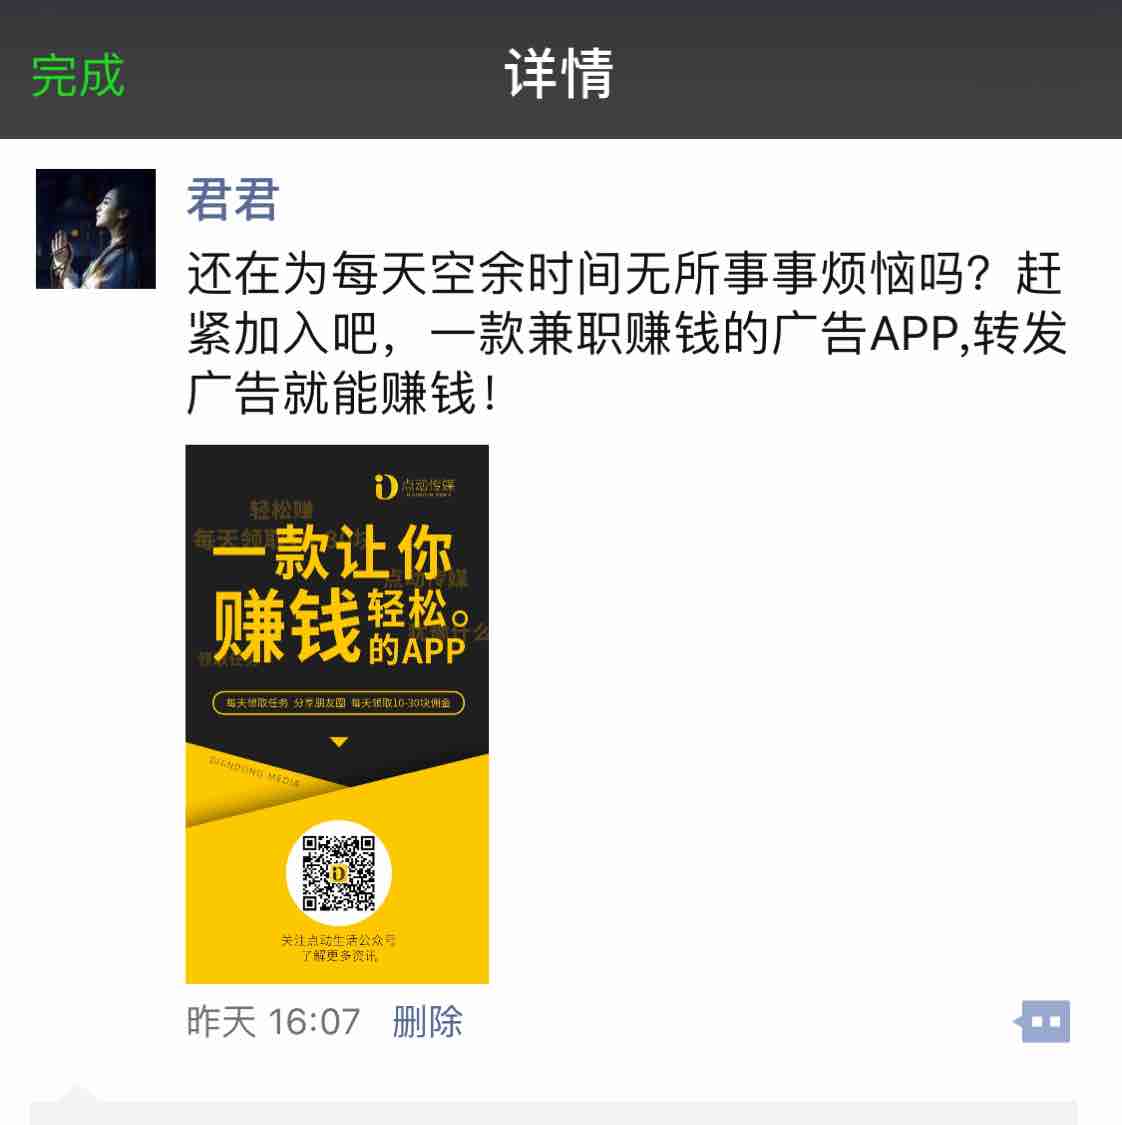 完成
详情
君君
还在为每天空余时间无所事事烦恼吗？赶
紧加入吧，一款兼职赚钱的广告APP,转发
广告就能赚钱！
点动传媒
轻松赚
每天领取
一款让你
点动传媒
赚钱轻松。
的APP
每天领取任务 分享朋友圈 每天领取10-30块佣金
DIANDONG MEDIA
关注点动生活公众号
了解更多资讯
昨天 16:07 删除